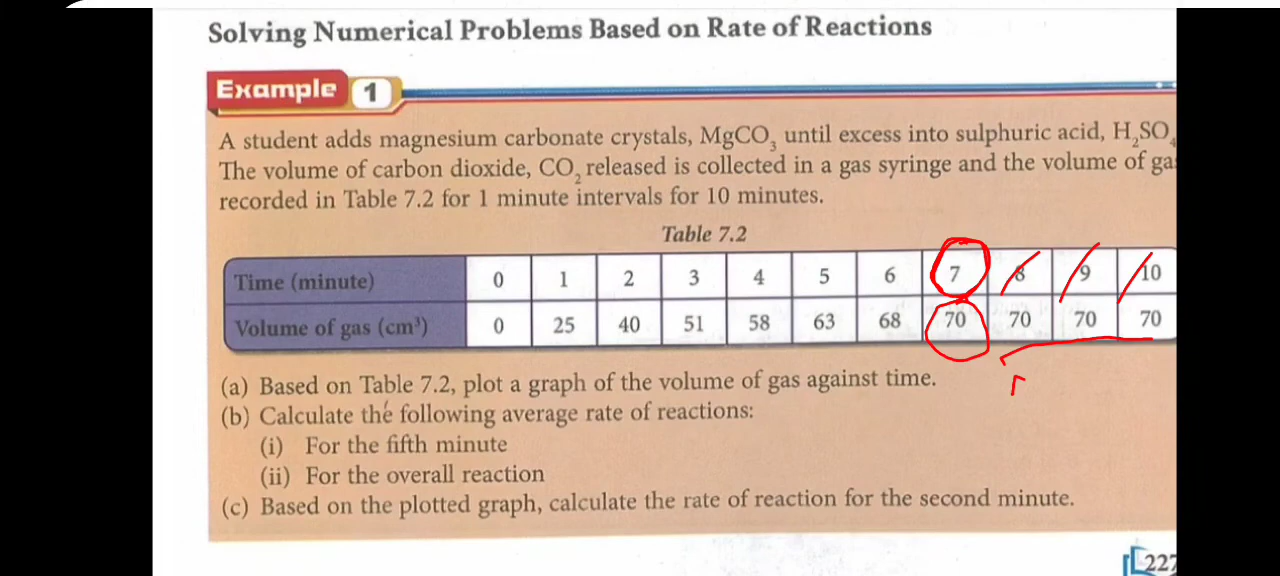 Solving Numerical Problems Based on Rate of Reactions
Example 1
A student adds magnesium carbonate crystals, MgCO₃ until excess into sulphuric acid, H₂SO₄
The volume of carbon dioxide, CO₂ released is collected in a gas syringe and the volume of gas
recorded in Table 7.2 for 1 minute intervals for 10 minutes.
Table 7.2
Time (minute) 0 1 2 3 4 5 6 7 8 9 10
Volume of gas (cm³) 0 25 40 51 58 63 68 70 70 70 70
(a) Based on Table 7.2, plot a graph of the volume of gas against time.
(b) Calculate the following average rate of reactions:
(i) For the fifth minute
(ii) For the overall reaction
(c) Based on the plotted graph, calculate the rate of reaction for the second minute.
227